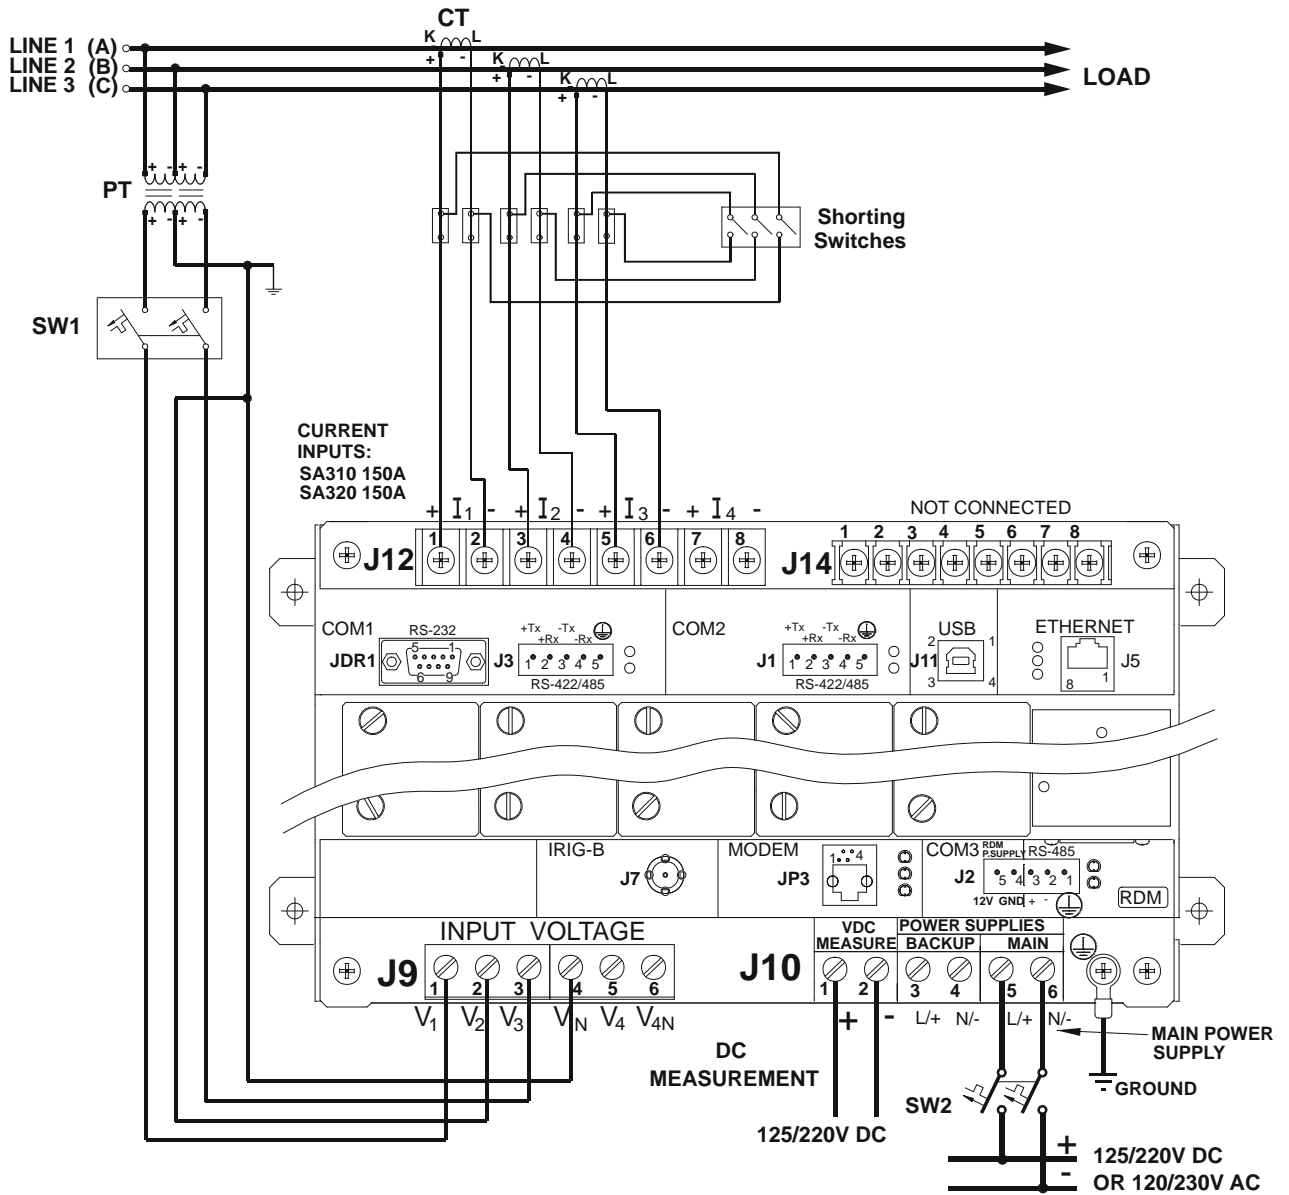 CT
K L
+ -
LINE 1 (A)
LINE 2 (B)
LINE 3 (C)
K L
+ -
K L
+ -
LOAD
+ - + -
PT
+ - + -
Shorting
Switches
SW1
CURRENT
INPUTS:
SA310 150A
SA320 150A
+ I1 - + I2 - + I3 - + I4 -
NOT CONNECTED
J12
1 2 3 4 5 6 7 8
J14
1 2 3 4 5 6 7 8
COM1
RS-232
JDR1
5 1
6 9
J3
+Tx -Tx
+Rx -Rx
1 2 3 4 5
RS-422/485
COM2
J1
+Tx -Tx
+Rx -Rx
1 2 3 4 5
RS-422/485
USB
2 1
J11
3 4
ETHERNET
J5
8 1
IRIG-B
J7
MODEM
1 4
JP3
COM3
RDM
P.SUPPLY
RS-485
J2
5 4 3 2 1
12V GND + -
RDM
INPUT VOLTAGE
J9
1 2 3 4 5 6
V1 V2 V3 VN V4 V4N
J10
VDC
MEASURE
POWER SUPPLIES
BACKUP MAIN
1 2 3 4 5 6
+ - L/+ N/- L/+ N/-
DC
MEASUREMENT
125/220V DC
MAIN POWER
SUPPLY
GROUND
SW2
+
125/220V DC
-
OR 120/230V AC